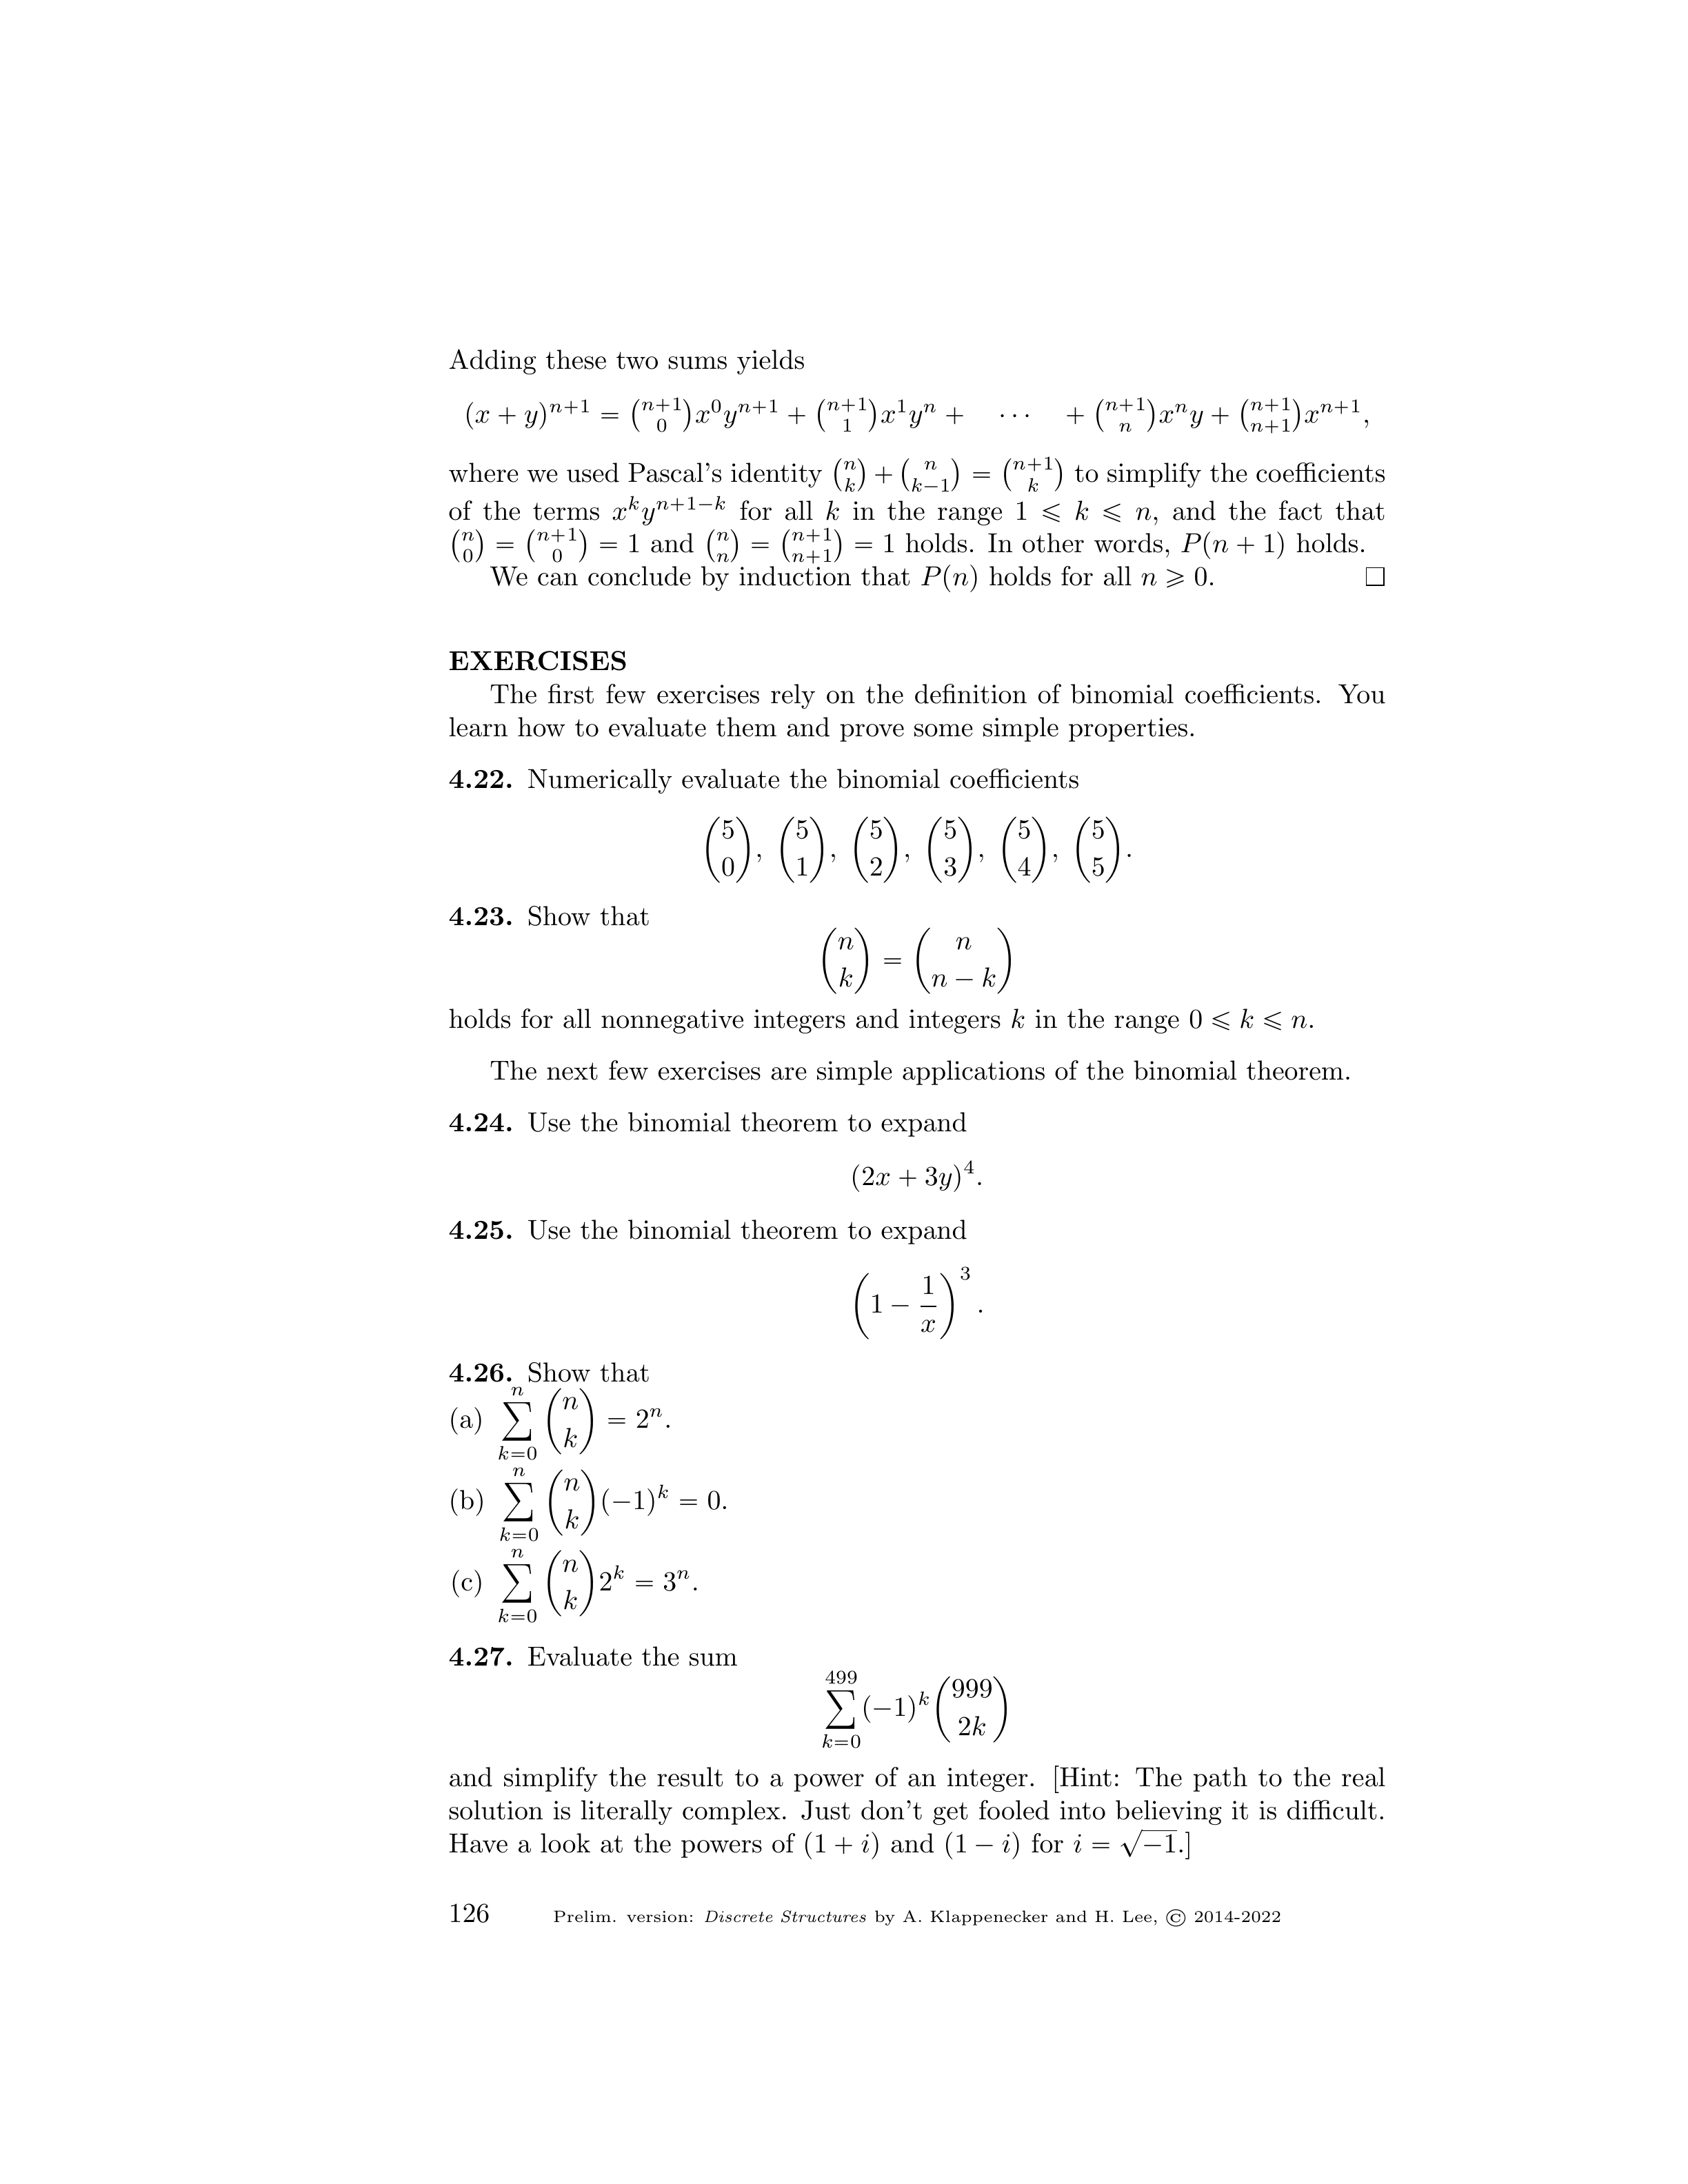 Adding these two sums yields
(x + y)^{n+1} = \binom{n+1}{0}x^0y^{n+1} + \binom{n+1}{1}x^1y^n + ··· + \binom{n+1}{n}x^ny + \binom{n+1}{n+1}x^{n+1},
where we used Pascal's identity \binom{n}{k} + \binom{n}{k−1} = \binom{n+1}{k} to simplify the coefficients
of the terms x^ky^{n+1−k} for all k in the range 1 ⩽ k ⩽ n, and the fact that
\binom{n}{0} = \binom{n+1}{0} = 1 and \binom{n}{n} = \binom{n+1}{n+1} = 1 holds. In other words, P(n + 1) holds.
We can conclude by induction that P(n) holds for all n ⩾ 0. □
EXERCISES
The first few exercises rely on the definition of binomial coefficients. You
learn how to evaluate them and prove some simple properties.
4.22. Numerically evaluate the binomial coefficients
\binom{5}{0}, \binom{5}{1}, \binom{5}{2}, \binom{5}{3}, \binom{5}{4}, \binom{5}{5}.
4.23. Show that
\binom{n}{k} = \binom{n}{n − k}
holds for all nonnegative integers and integers k in the range 0 ⩽ k ⩽ n.
The next few exercises are simple applications of the binomial theorem.
4.24. Use the binomial theorem to expand
(2x + 3y)^4.
4.25. Use the binomial theorem to expand
\left(1 − \frac{1}{x}\right)^3.
4.26. Show that
(a) \sum_{k=0}^{n} \binom{n}{k} = 2^n.
(b) \sum_{k=0}^{n} \binom{n}{k}(−1)^k = 0.
(c) \sum_{k=0}^{n} \binom{n}{k}2^k = 3^n.
4.27. Evaluate the sum
\sum_{k=0}^{499} (−1)^k \binom{999}{2k}
and simplify the result to a power of an integer. [Hint: The path to the real
solution is literally complex. Just don't get fooled into believing it is difficult.
Have a look at the powers of (1 + i) and (1 − i) for i = \sqrt{−1}.]
126 Prelim. version: Discrete Structures by A. Klappenecker and H. Lee, © 2014-2022